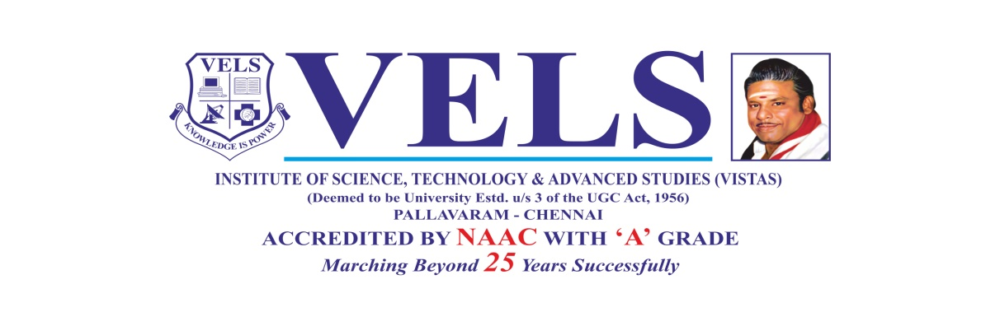 VELS
KNOWLEDGE IS POWER
VELS
INSTITUTE OF SCIENCE, TECHNOLOGY & ADVANCED STUDIES (VISTAS)
(Deemed to be University Estd. u/s 3 of the UGC Act, 1956)
PALLAVARAM - CHENNAI
ACCREDITED BY NAAC WITH ‘A’ GRADE
Marching Beyond 25 Years Successfully